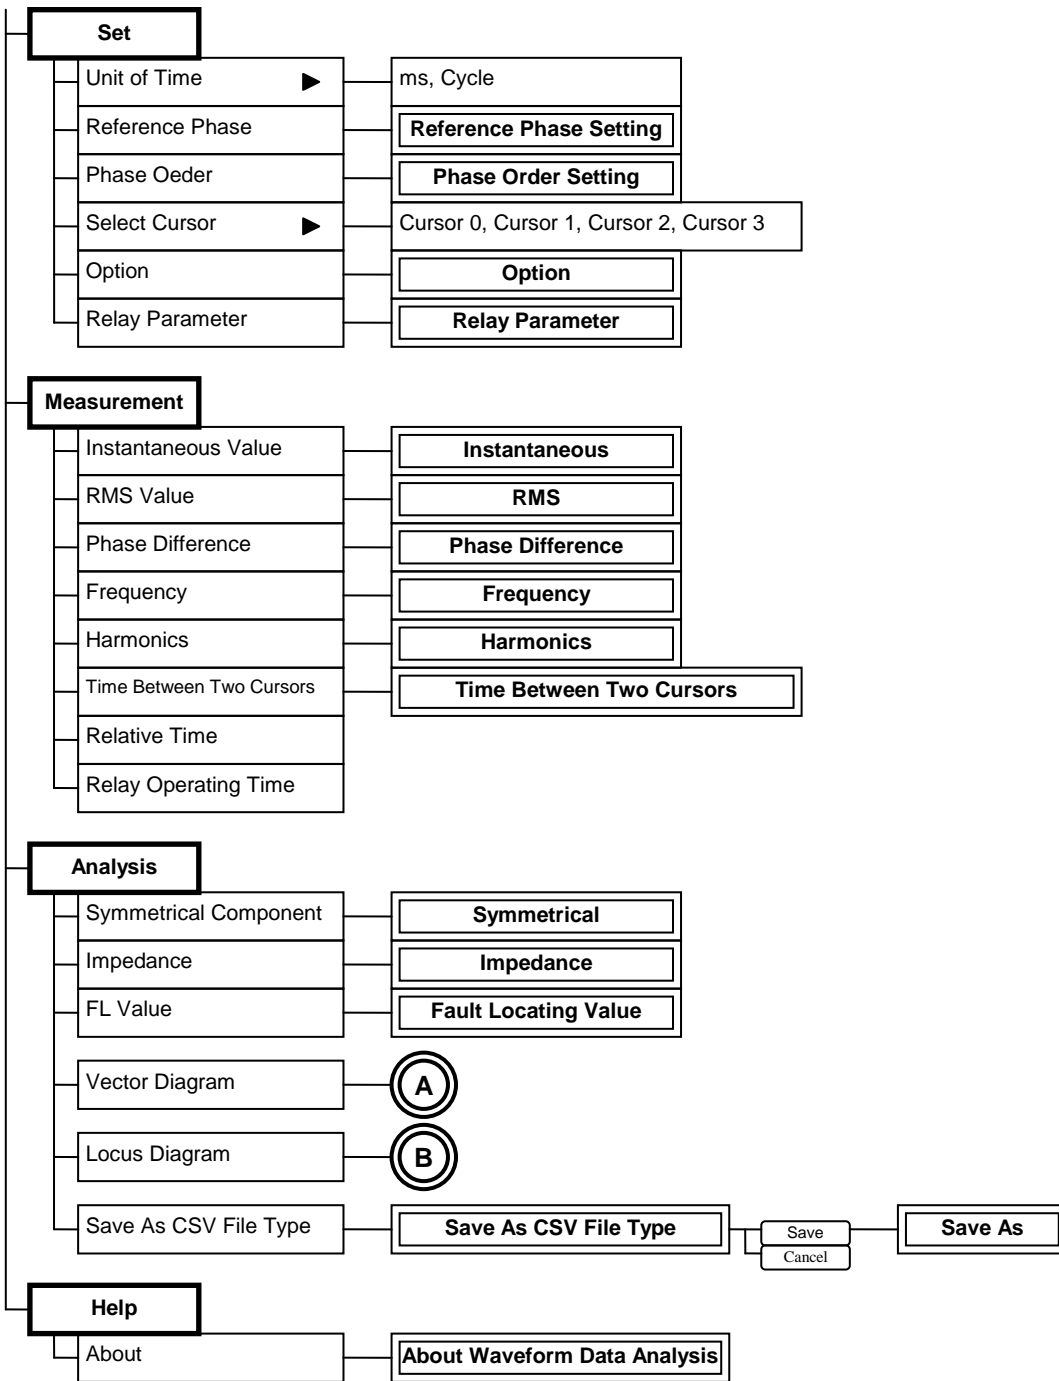 Set
Unit of Time ▶ ms, Cycle
Reference Phase Reference Phase Setting
Phase Oeder Phase Order Setting
Select Cursor ▶ Cursor 0, Cursor 1, Cursor 2, Cursor 3
Option Option
Relay Parameter Relay Parameter
Measurement
Instantaneous Value Instantaneous
RMS Value RMS
Phase Difference Phase Difference
Frequency Frequency
Harmonics Harmonics
Time Between Two Cursors Time Between Two Cursors
Relative Time
Relay Operating Time
Analysis
Symmetrical Component Symmetrical
Impedance Impedance
FL Value Fault Locating Value
Vector Diagram A
Locus Diagram B
Save As CSV File Type Save As CSV File Type Save Save As
Cancel
Help
About About Waveform Data Analysis